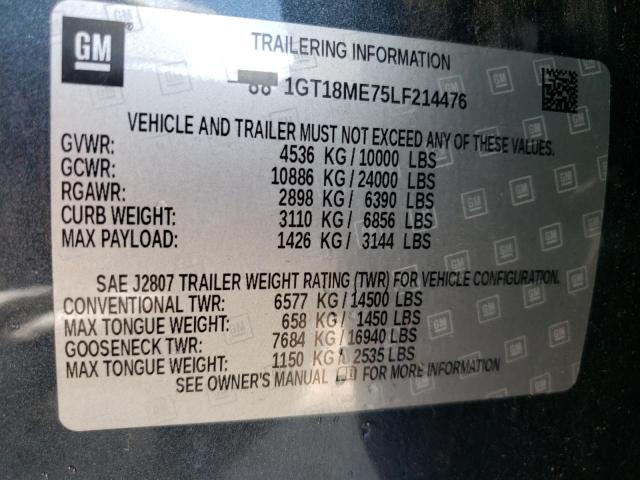 GM
TRAILERING INFORMATION
1GT18ME75LF214476
VEHICLE AND TRAILER MUST NOT EXCEED ANY OF THESE VALUES.
GVWR: 4536 KG/10000 LBS
GCWR: 10886 KG/24000 LBS
RGAWR: 2898 KG/ 6390 LBS
CURB WEIGHT: 3110 KG/ 6856 LBS
MAX PAYLOAD: 1426 KG/ 3144 LBS
SAE J2807 TRAILER WEIGHT RATING (TWR) FOR VEHICLE CONFIGURATION.
CONVENTIONAL TWR: 6577 KG/14500 LBS
MAX TONGUE WEIGHT: 658 KG/ 1450 LBS
GOOSENECK TWR: 7684 KG/16940 LBS
MAX TONGUE WEIGHT: 1150 KG/ 2535 LBS
SEE OWNER'S MANUAL FOR MORE INFORMATION